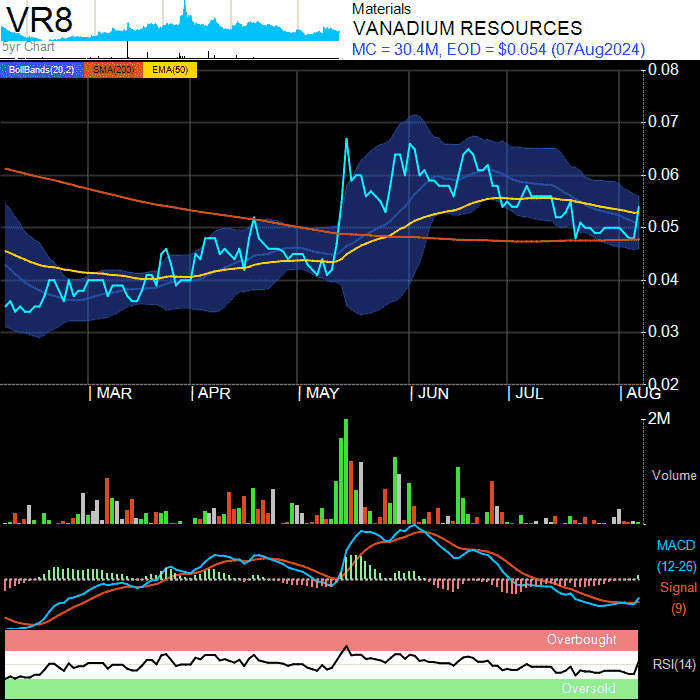 VR8
5yr Chart
Materials
VANADIUM RESOURCES
MC = 30.4M, EOD = $0.054 (07Aug2024)
BollBands(20,2) SMA(200) EMA(50)
0.08
0.07
0.06
0.05
0.04
0.03
0.02
MAR APR MAY JUN JUL AUG
2M
Volume
MACD
(12-26)
Signal
(9)
Overbought
RSI(14)
Oversold